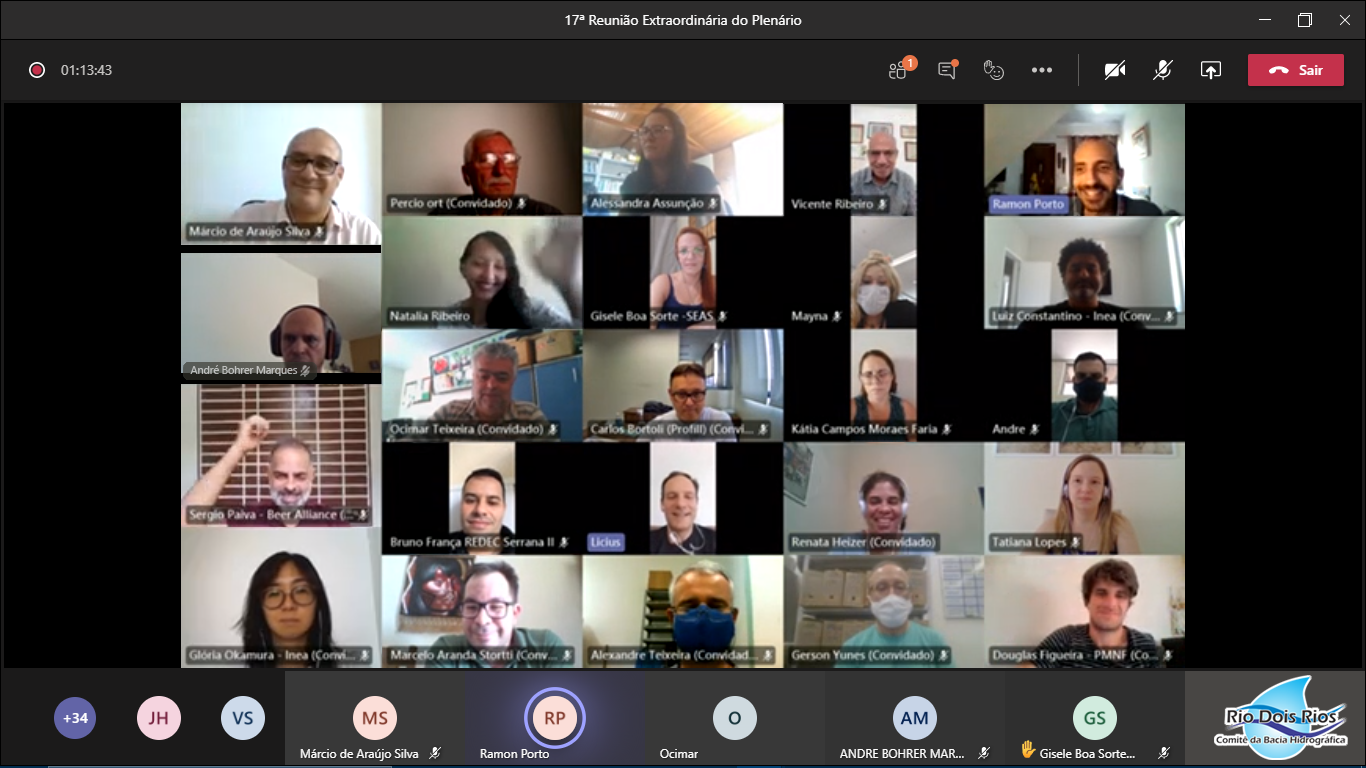 17ª Reunião Extraordinária do Plenário
01:13:43
1
Sair
Márcio de Araújo Silva
Percio ort (Convidado)
Alessandra Assunção
Vicente Ribeiro
Ramon Porto
Natalia Ribeiro
Gisele Boa Sorte -SEAS
Mayna
Luiz Constantino - Inea (Conv...
André Bohrer Marques
Ocimar Teixeira (Convidado)
Carlos Bortoli (Profill) (Convi...
Kátia Campos Moraes Faria
Andre
Sergio Paiva - Beer Alliance (...
Bruno França REDEC Serrana II
Licius
Renata Heizer (Convidado)
Tatiana Lopes
Glória Okamura - Inea (Convi...
Marcelo Aranda Stortti (Conv...
Alexandre Teixeira (Convidad...
Gerson Yunes (Convidado)
Douglas Figueira - PMNF (Co...
+34
JH
VS
MS
RP
O
AM
GS
Márcio de Araújo Silva
Ramon Porto
Ocimar
ANDRE BOHRER MAR...
Gisele Boa Sorte...
Rio Dois Rios
Comitê da Bacia Hidrográfica